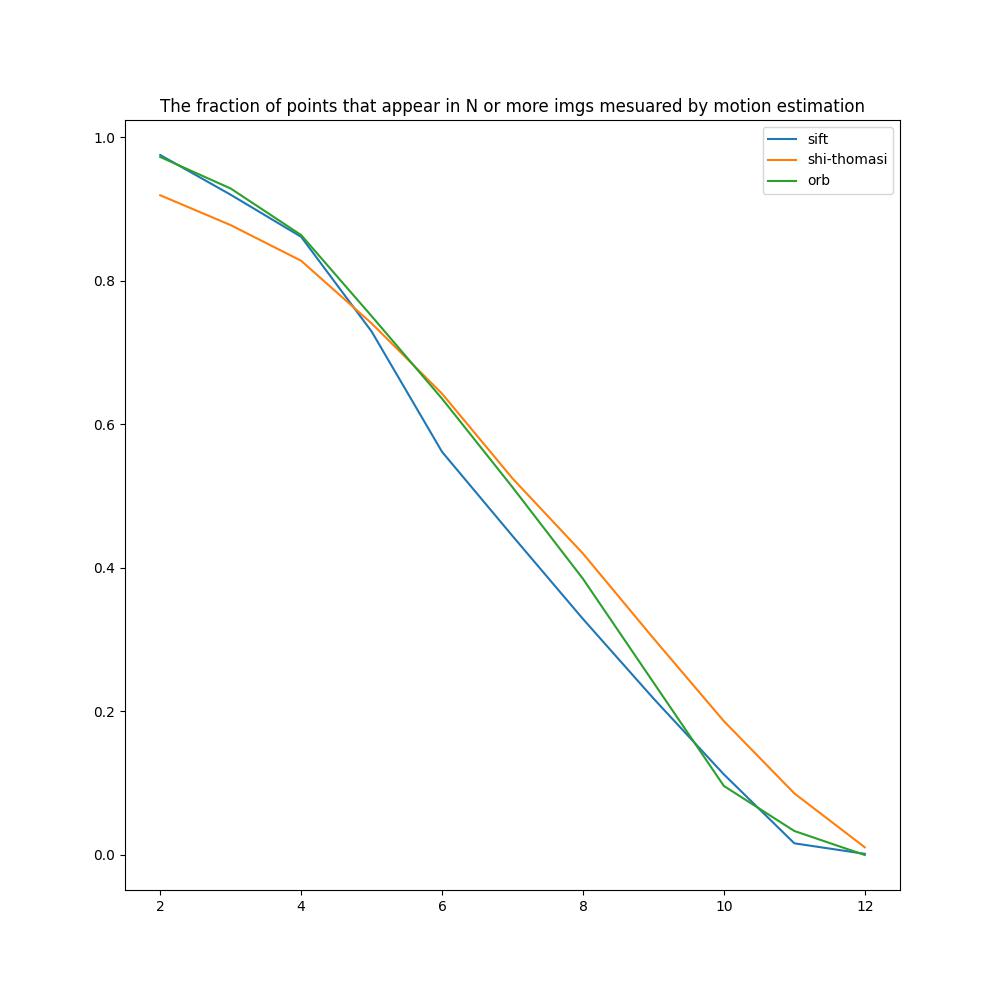 The fraction of points that appear in N or more imgs mesuared by motion estimation
sift
shi-thomasi
orb
1.0
0.8
0.6
0.4
0.2
0.0
2 4 6 8 10 12